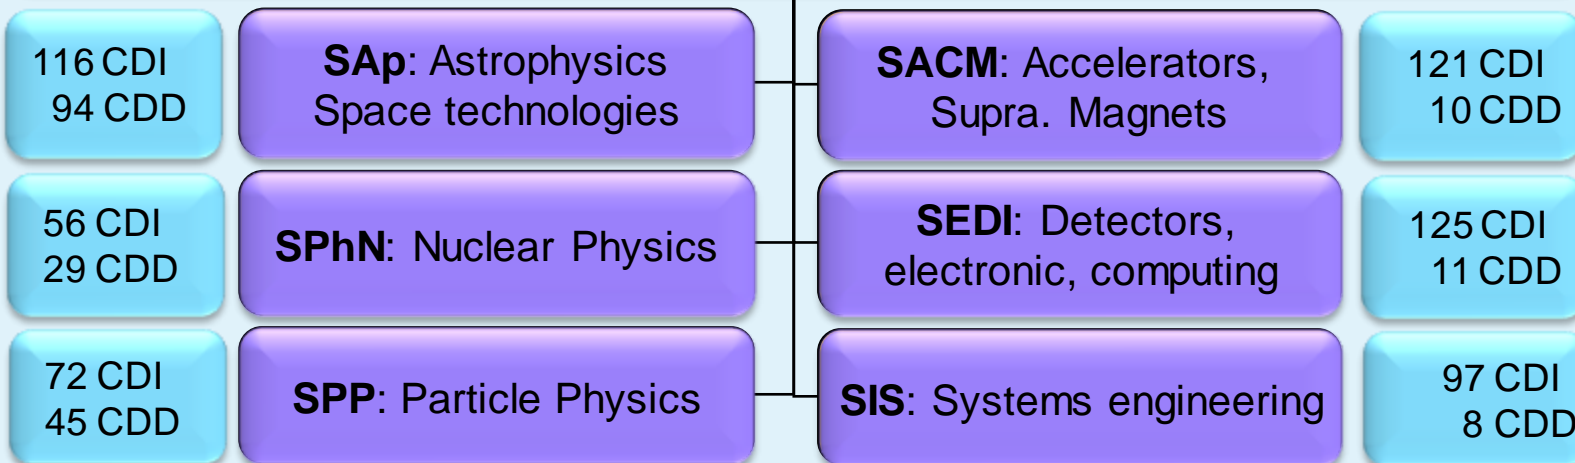 116 CDI
94 CDD
SAp: Astrophysics
Space technologies
SACM: Accelerators,
Supra. Magnets
121 CDI
10 CDD
56 CDI
29 CDD
SPhN: Nuclear Physics
SEDI: Detectors,
electronic, computing
125 CDI
11 CDD
72 CDI
45 CDD
SPP: Particle Physics
SIS: Systems engineering
97 CDI
8 CDD